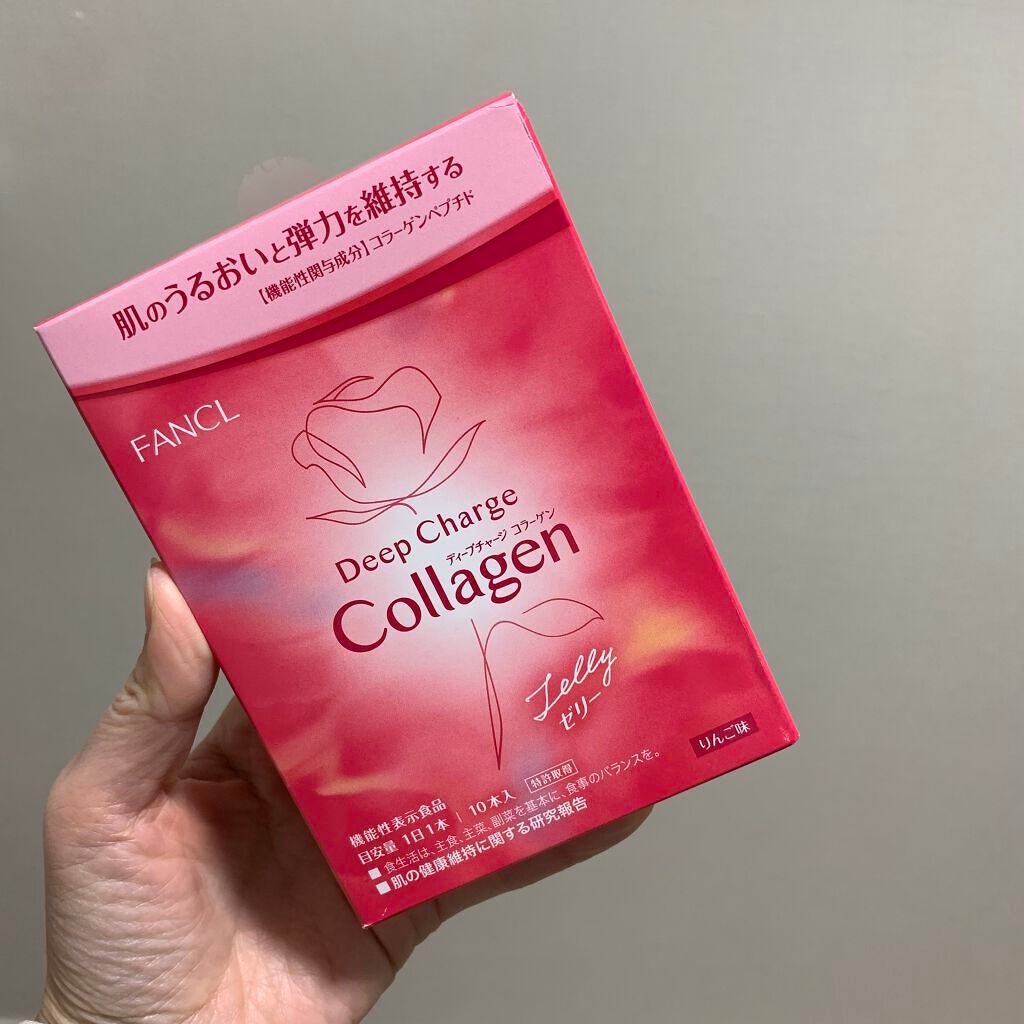 肌のうるおいと弾力を維持する
【機能性関与成分】コラーゲンペプチド
FANCL
Deep Charge
ディープチャージ コラーゲン
Collagen
Jelly
ゼリー
りんご味
機能性表示食品
目安量 1日1本 | 10本入 特許取得
■ 食生活は、主食、主菜、副菜を基本に、食事のバランスを。
■ 肌の健康維持に関する研究報告